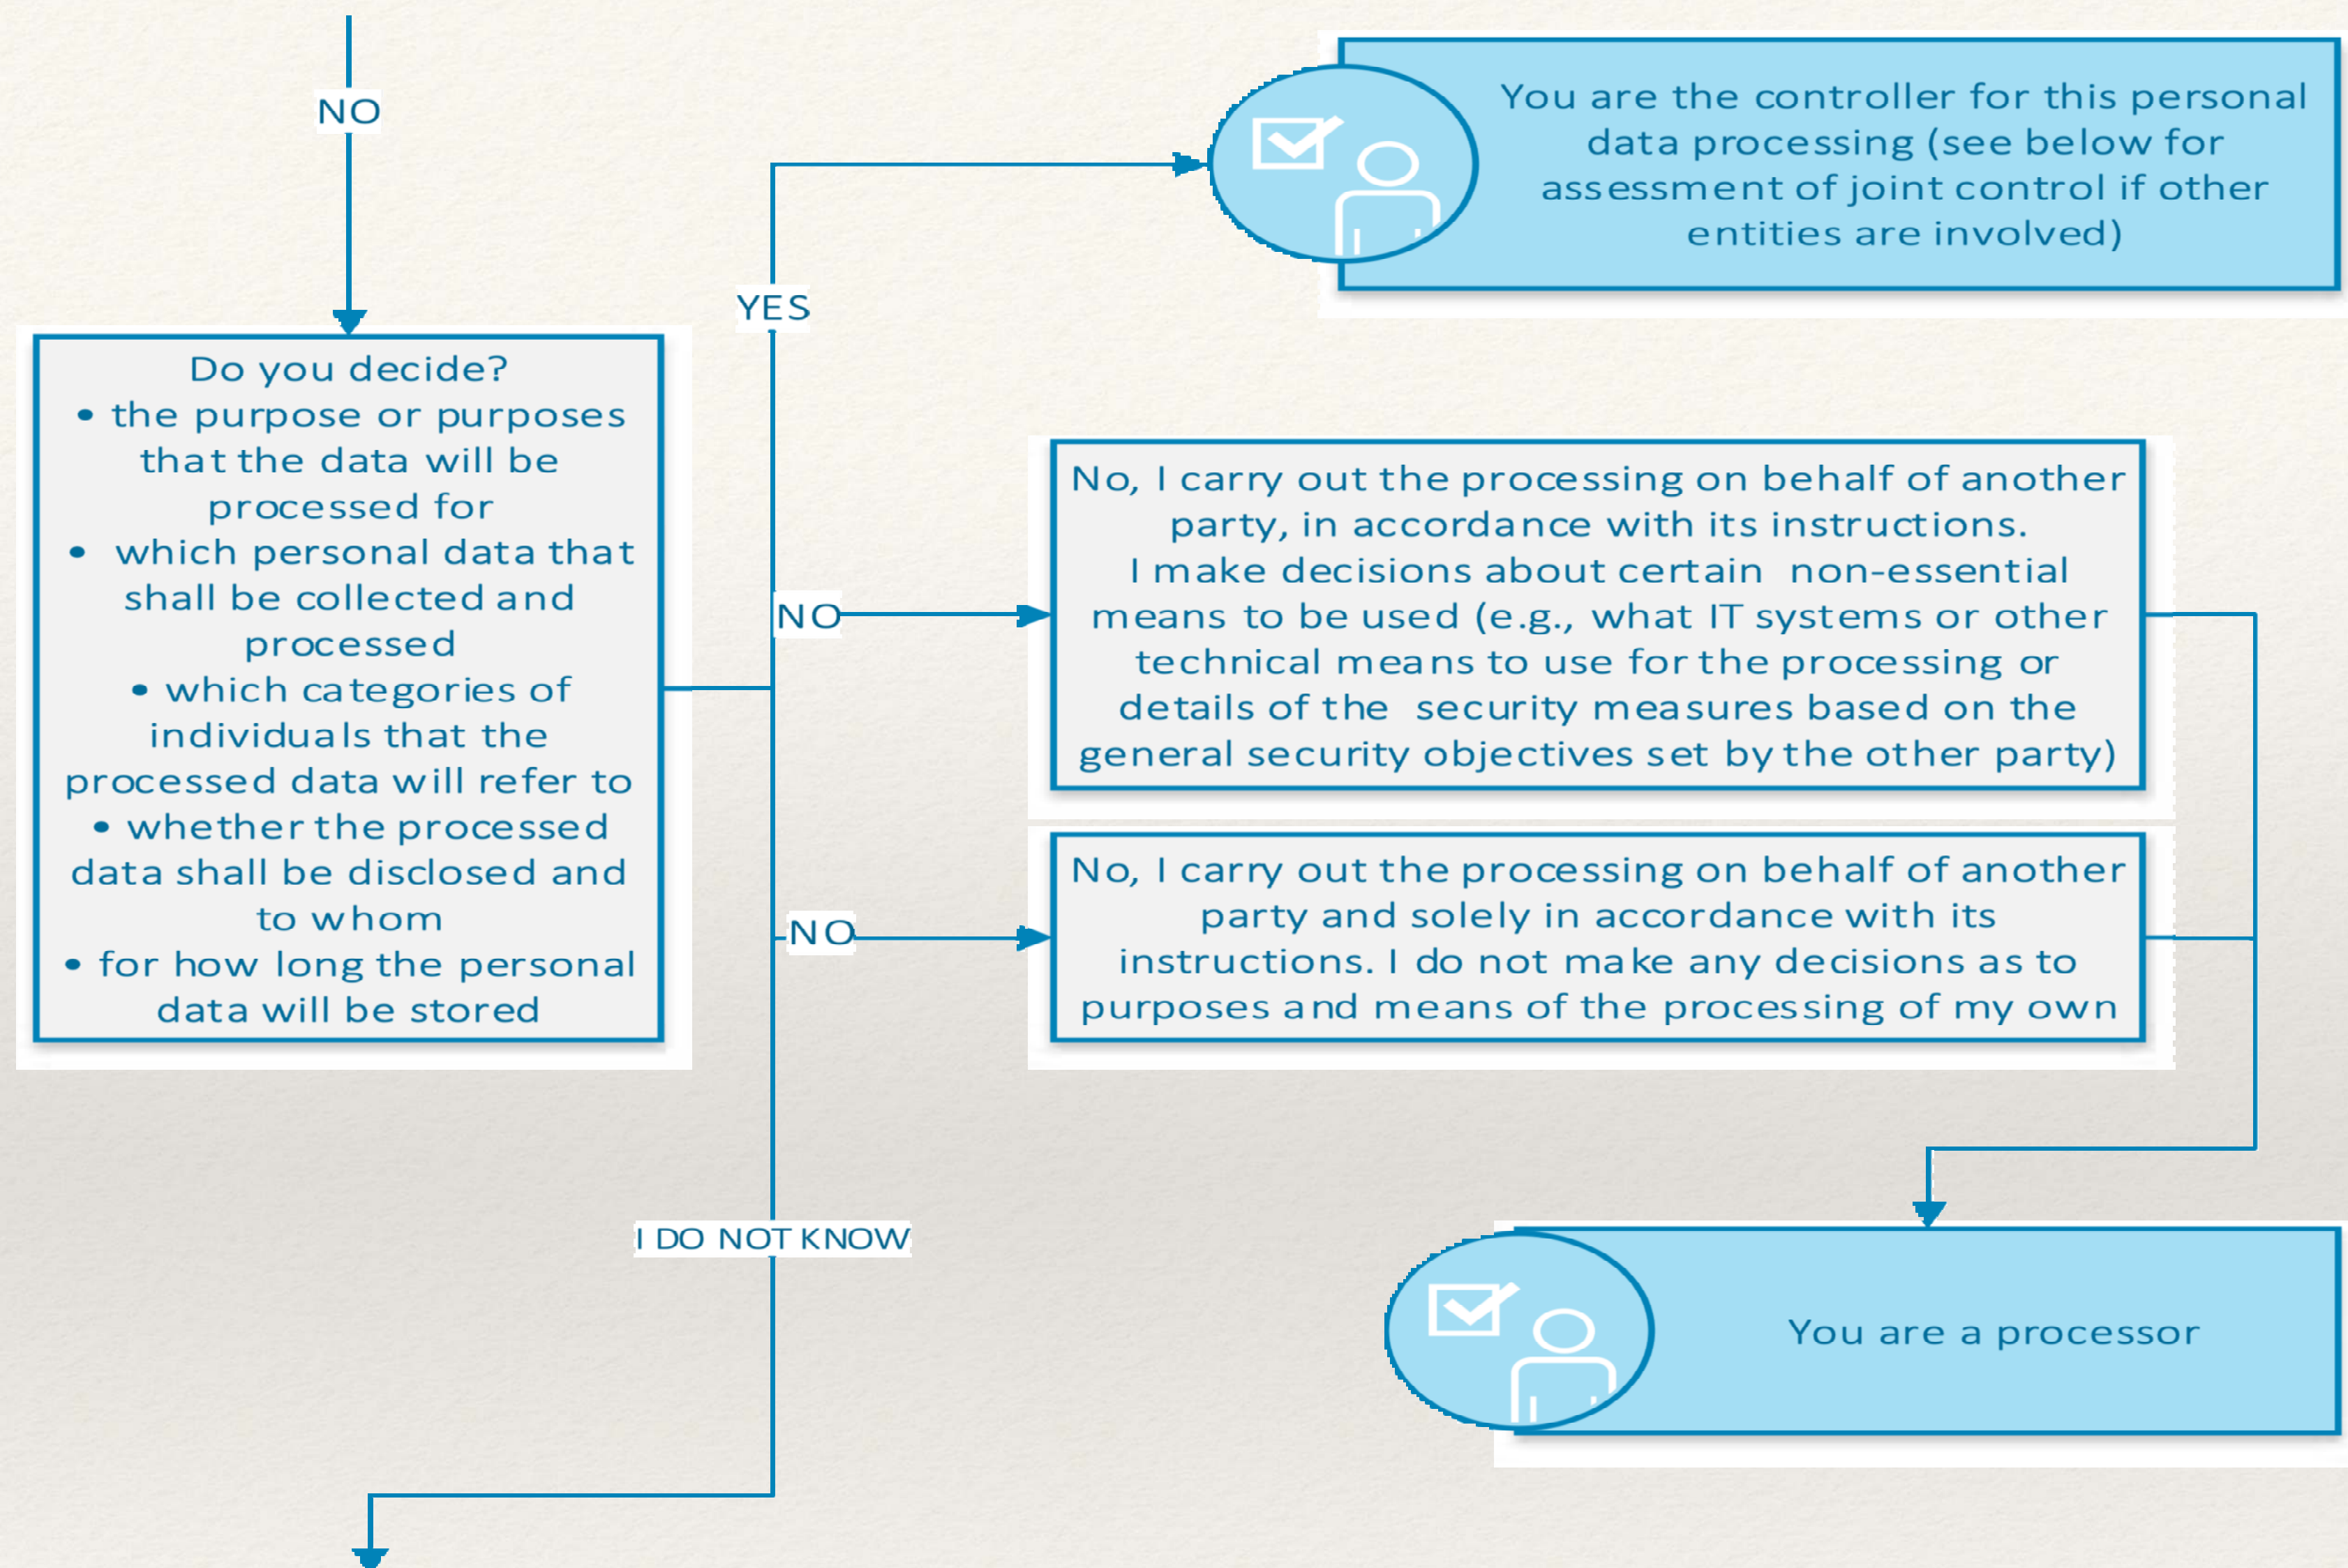 NO
You are the controller for this personal
data processing (see below for
assessment of joint control if other
entities are involved)
YES
Do you decide?
• the purpose or purposes
that the data will be
processed for
• which personal data that
shall be collected and
processed
• which categories of
individuals that the
processed data will refer to
• whether the processed
data shall be disclosed and
to whom
• for how long the personal
data will be stored
NO
No, I carry out the processing on behalf of another
party, in accordance with its instructions.
I make decisions about certain non-essential
means to be used (e.g., what IT systems or other
technical means to use for the processing or
details of the security measures based on the
general security objectives set by the other party)
NO
No, I carry out the processing on behalf of another
party and solely in accordance with its
instructions. I do not make any decisions as to
purposes and means of the processing of my own
I DO NOT KNOW
You are a processor